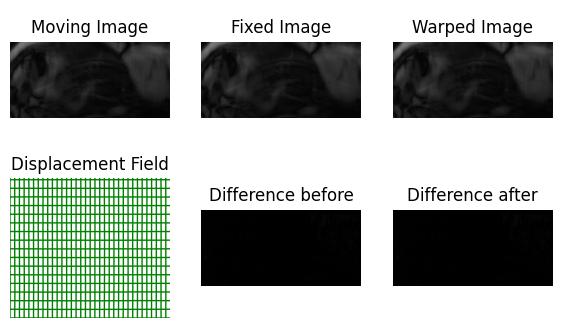 Moving Image
Fixed Image
Warped Image
Displacement Field
Difference before
Difference after